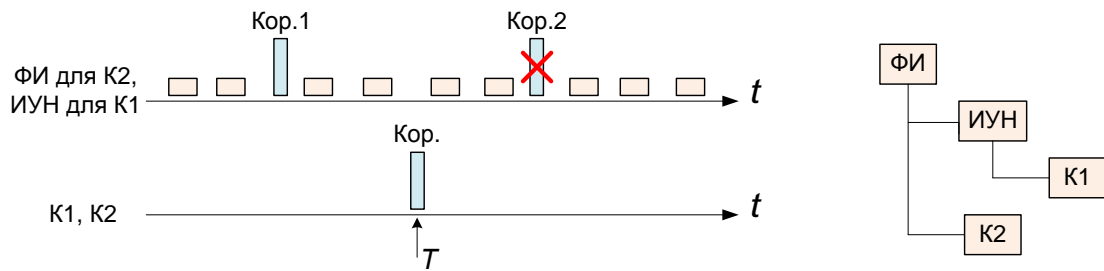 Кор.1
Кор.2
ФИ для К2,
ИУН для К1
t
Кор.
К1, К2
t
T
ФИ
ИУН
К1
К2